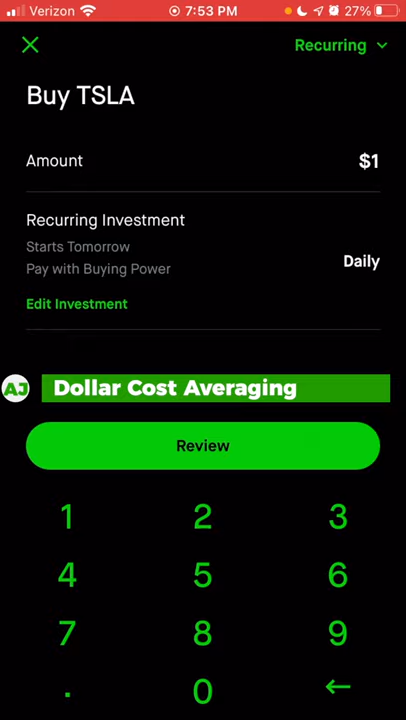 Verizon 7:53 PM 27%
Recurring
Buy TSLA
Amount $1
Recurring Investment
Starts Tomorrow
Pay with Buying Power
Daily
Edit Investment
AJ Dollar Cost Averaging
Review
1 2 3
4 5 6
7 8 9
. 0